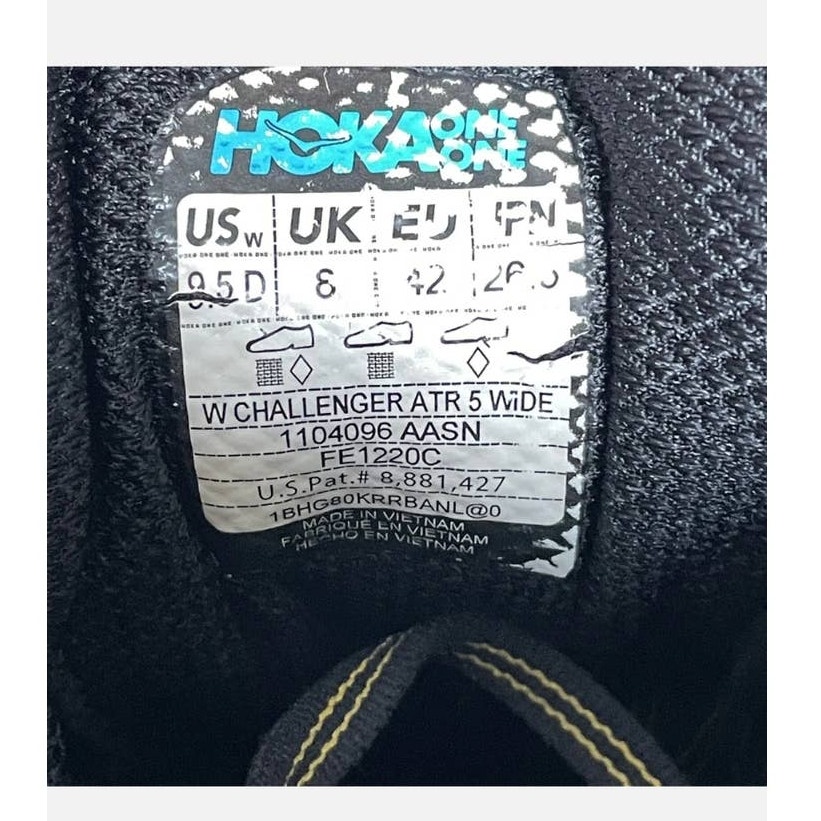 HOKA ONE ONE
USw UK EU JPN
9.5 D 8 42 26.5
W CHALLENGER ATR 5 WIDE
1104096 AASN
FE1220C
U.S.Pat.# 8,881,427
1BHG80KRRBANL@0
MADE IN VIETNAM
FABRIQUE EN VIETNAM
HECHO EN VIETNAM